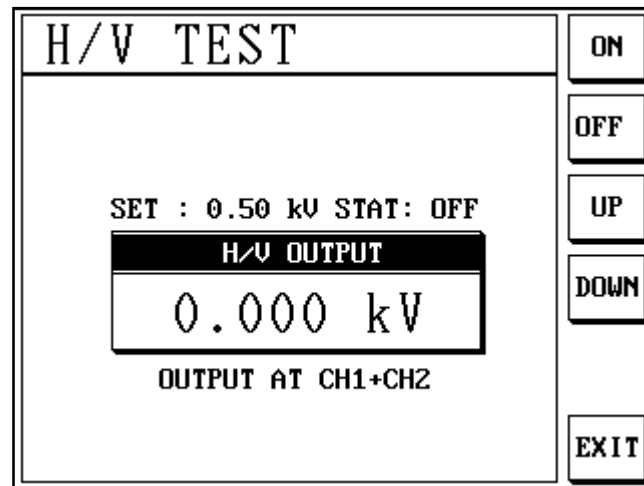 H/V TEST
SET : 0.50 kV STAT: OFF
H/V OUTPUT
0.000 kV
OUTPUT AT CH1+CH2
ON
OFF
UP
DOWN
EXIT